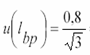 u(l_bp) = 0,8/√3